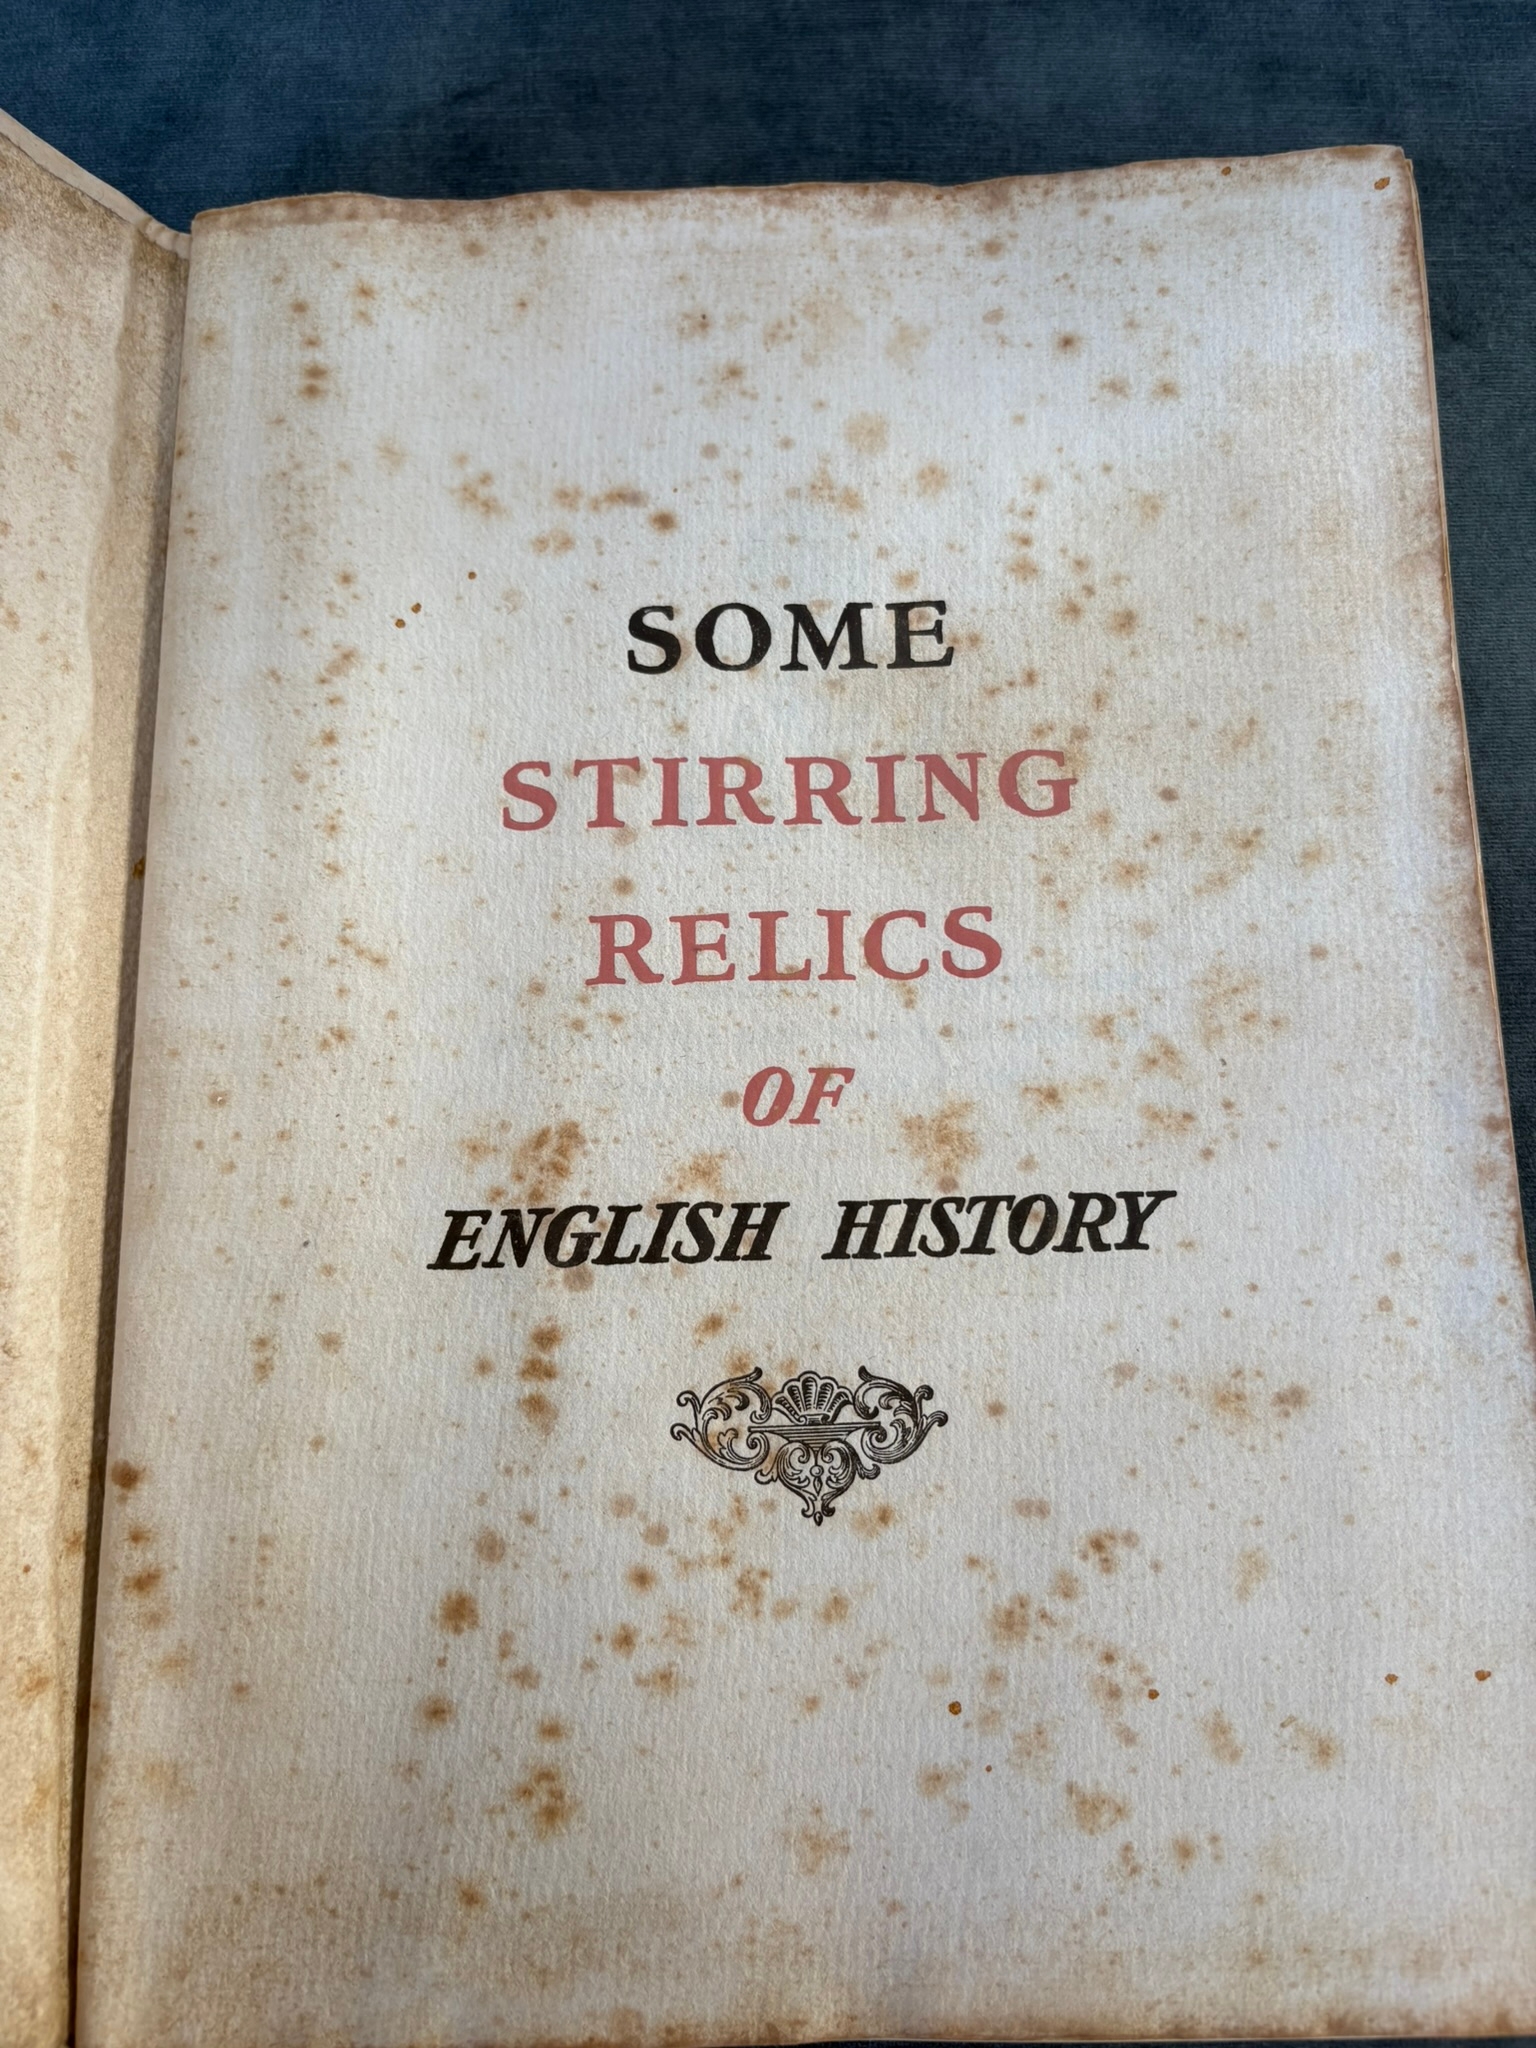 SOME
STIRRING
RELICS
OF
ENGLISH HISTORY